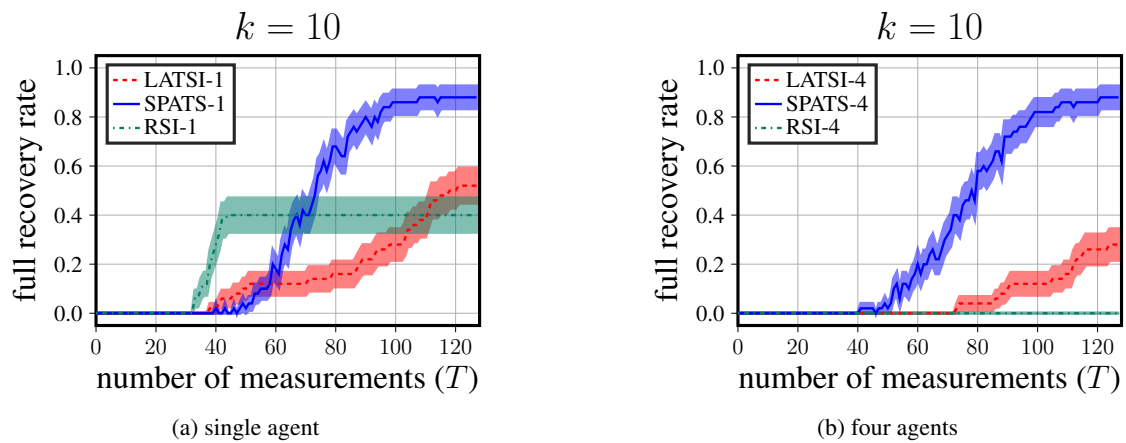 k = 10
1.0
0.8
0.6
0.4
0.2
0.0
full recovery rate
LATSI-1
SPATS-1
RSI-1
0 20 40 60 80 100 120
number of measurements (T)
(a) single agent
k = 10
1.0
0.8
0.6
0.4
0.2
0.0
full recovery rate
LATSI-4
SPATS-4
RSI-4
0 20 40 60 80 100 120
number of measurements (T)
(b) four agents